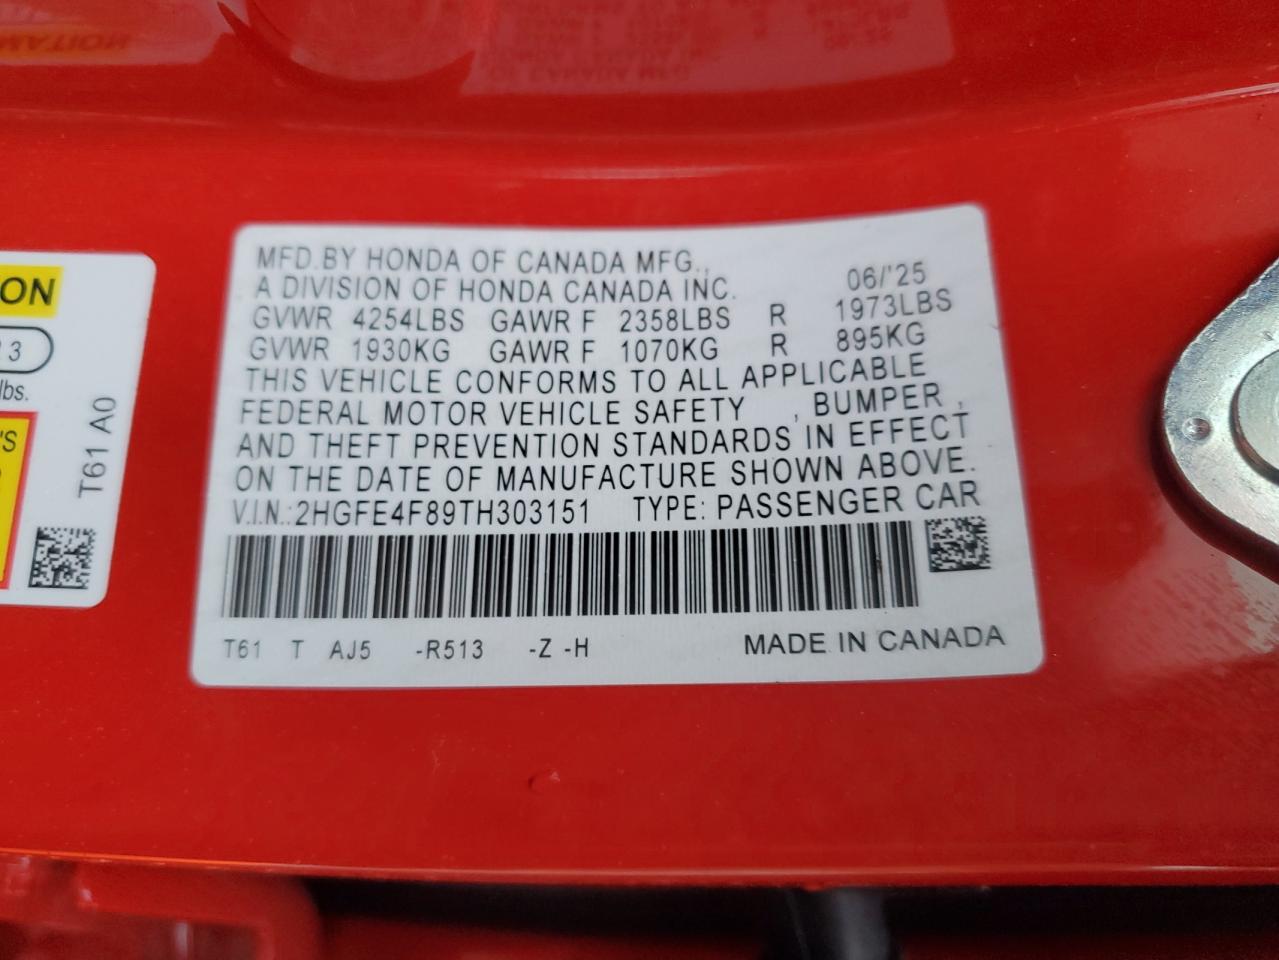 MFD.BY HONDA OF CANADA MFG.,
A DIVISION OF HONDA CANADA INC. 06/'25
GVWR 4254LBS GAWR F 2358LBS R 1973LBS
GVWR 1930KG GAWR F 1070KG R 895KG
THIS VEHICLE CONFORMS TO ALL APPLICABLE
FEDERAL MOTOR VEHICLE SAFETY , BUMPER ,
AND THEFT PREVENTION STANDARDS IN EFFECT
ON THE DATE OF MANUFACTURE SHOWN ABOVE.
V.I.N.: 2HGFE4F89TH303151 TYPE: PASSENGER CAR
T61 T AJ5 -R513 -Z -H MADE IN CANADA
ON
3
lbs.
'S
T61 A0